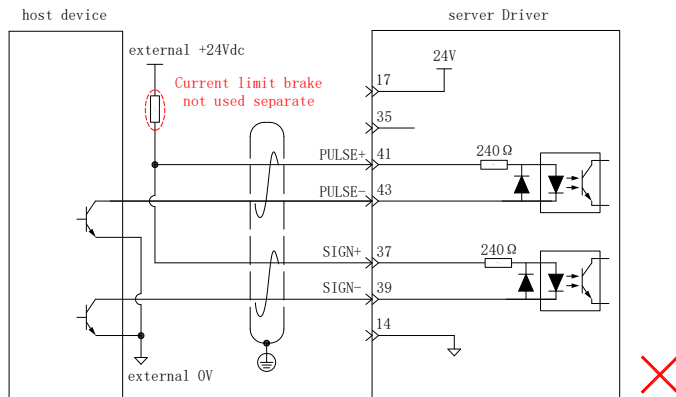 host device
server Driver
external +24Vdc
24V
17
Current limit brake
not used separate
35
PULSE+
41
240Ω
PULSE-
43
SIGN+
37
240Ω
SIGN-
39
14
external 0V